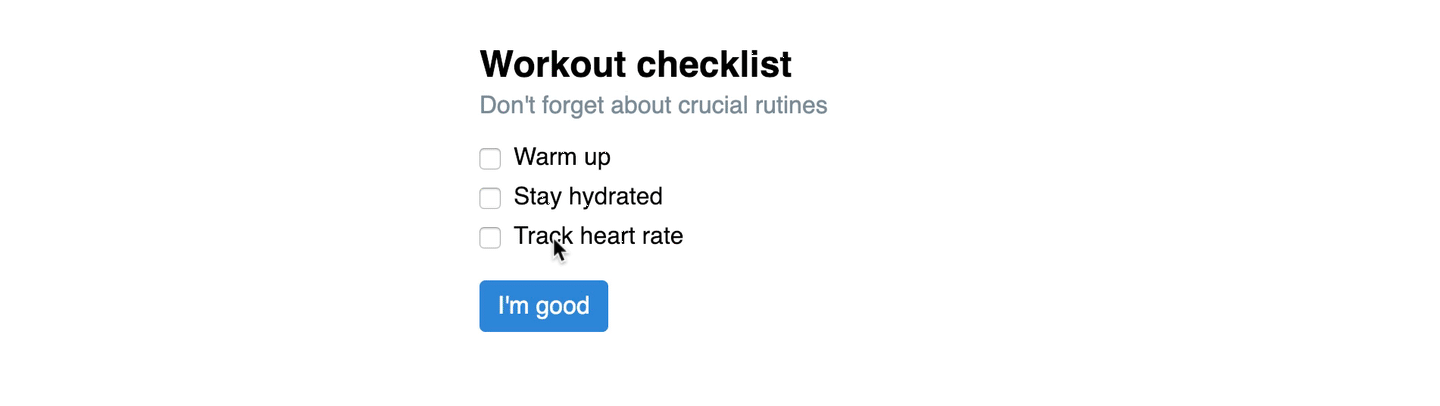 Workout checklist
Don't forget about crucial rutines
Warm up
Stay hydrated
Track heart rate
I'm good